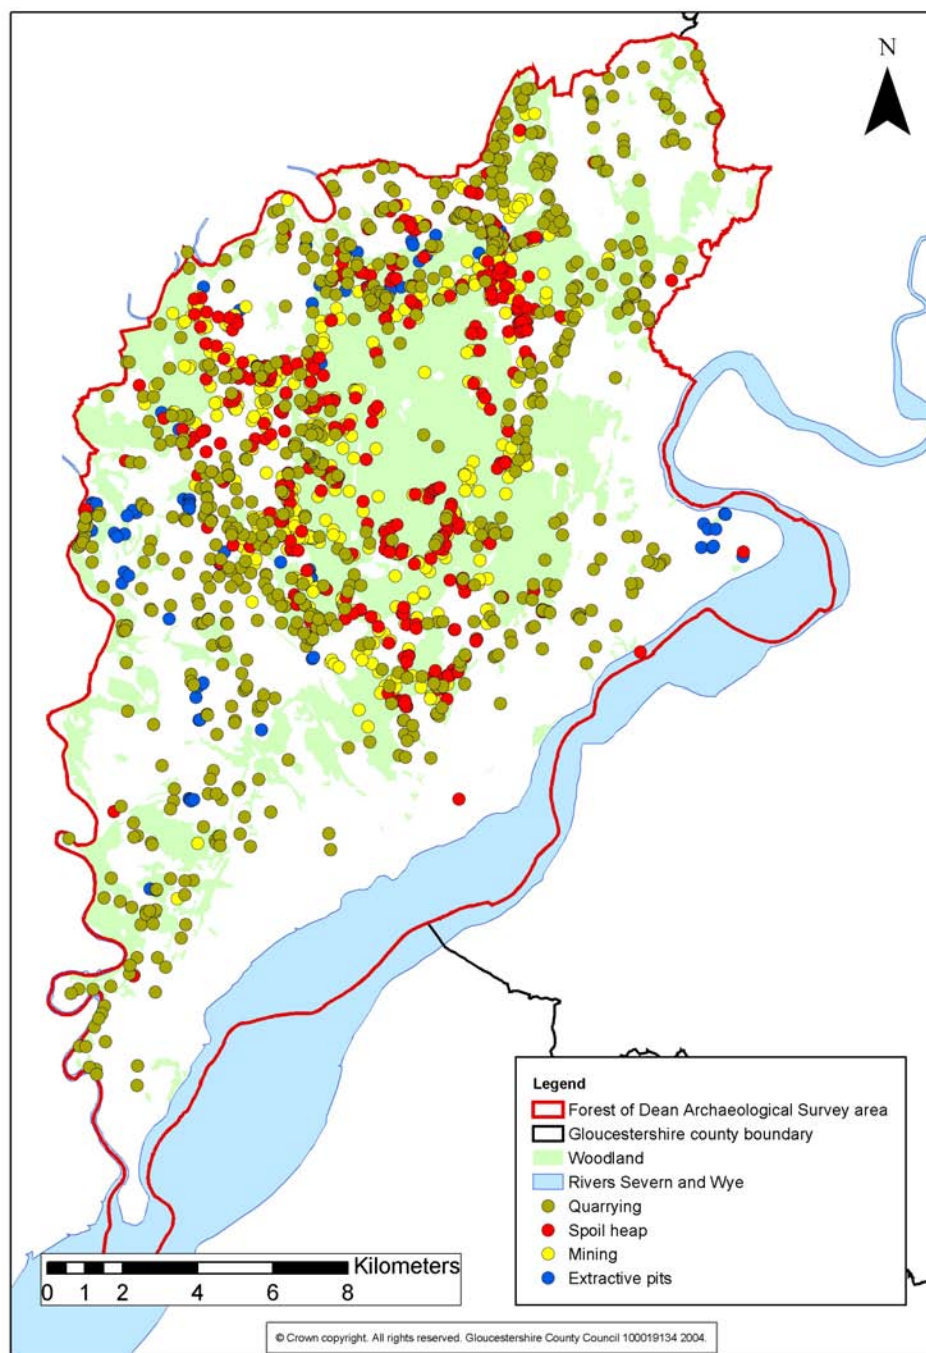 N
Legend
Forest of Dean Archaeological Survey area
Gloucestershire county boundary
Woodland
Rivers Severn and Wye
Quarrying
Spoil heap
Mining
Extractive pits
Kilometers
0 1 2 4 6 8
© Crown copyright. All rights reserved. Gloucestershire County Council 100019134 2004.